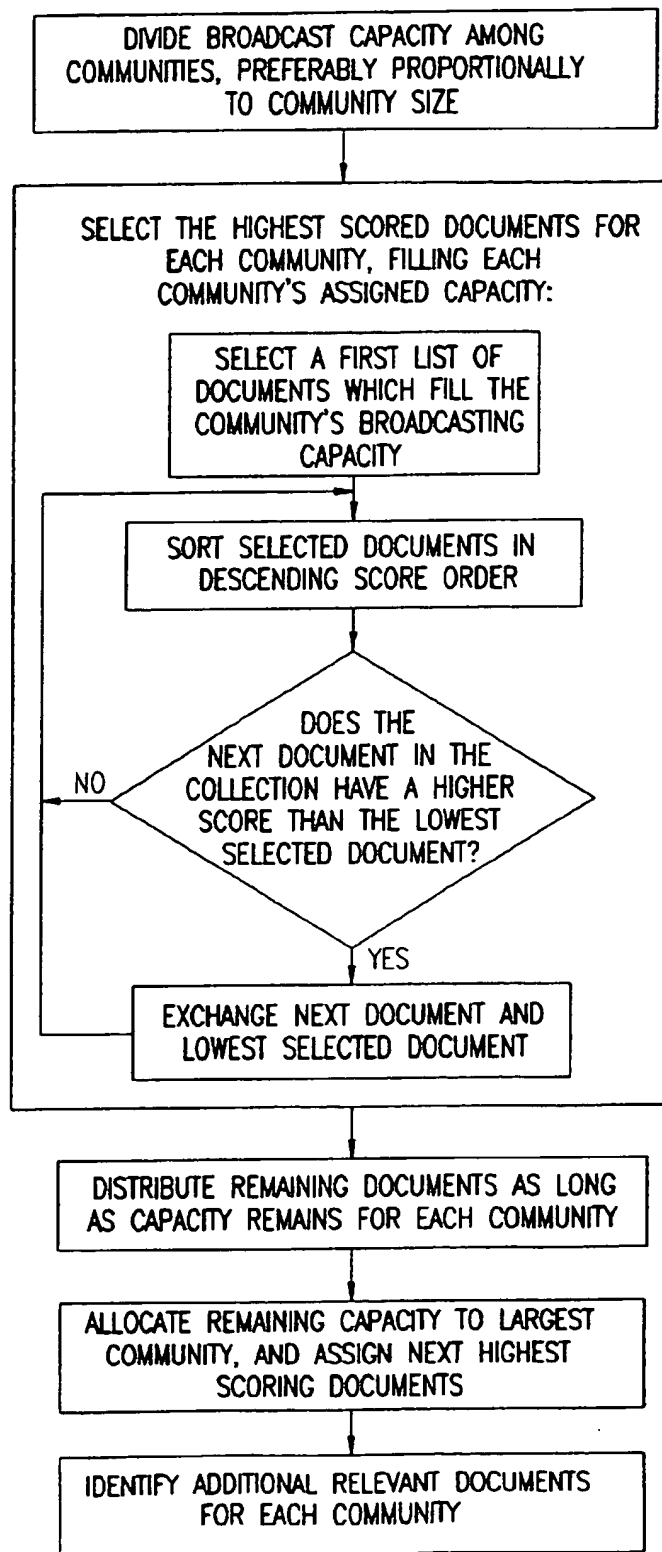 DIVIDE BROADCAST CAPACITY AMONG
COMMUNITIES, PREFERABLY PROPORTIONALLY
TO COMMUNITY SIZE
SELECT THE HIGHEST SCORED DOCUMENTS FOR
EACH COMMUNITY, FILLING EACH
COMMUNITY'S ASSIGNED CAPACITY:
SELECT A FIRST LIST OF
DOCUMENTS WHICH FILL THE
COMMUNITY'S BROADCASTING
CAPACITY
SORT SELECTED DOCUMENTS IN
DESCENDING SCORE ORDER
DOES THE
NEXT DOCUMENT IN THE
COLLECTION HAVE A HIGHER
SCORE THAN THE LOWEST
SELECTED DOCUMENT?
NO
YES
EXCHANGE NEXT DOCUMENT AND
LOWEST SELECTED DOCUMENT
DISTRIBUTE REMAINING DOCUMENTS AS LONG
AS CAPACITY REMAINS FOR EACH COMMUNITY
ALLOCATE REMAINING CAPACITY TO LARGEST
COMMUNITY, AND ASSIGN NEXT HIGHEST
SCORING DOCUMENTS
IDENTIFY ADDITIONAL RELEVANT DOCUMENTS
FOR EACH COMMUNITY